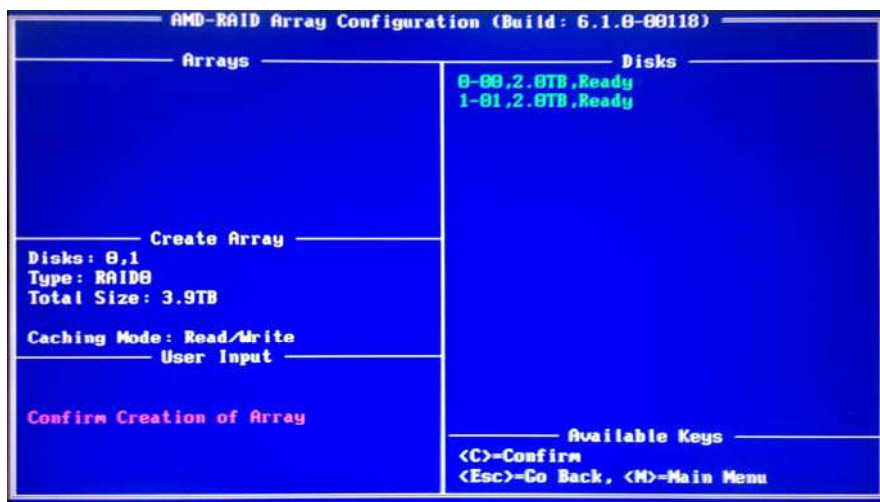 AMD-RAID Array Configuration (Build: 6.1.0-00118)
Arrays
Disks
0-00,2.0TB,Ready
1-01,2.0TB,Ready
Create Array
Disks: 0,1
Type: RAID0
Total Size: 3.9TB
Caching Mode: Read/Write
User Input
Confirm Creation of Array
Available Keys
<C>=Confirm
<Esc>=Go Back, <M>=Main Menu